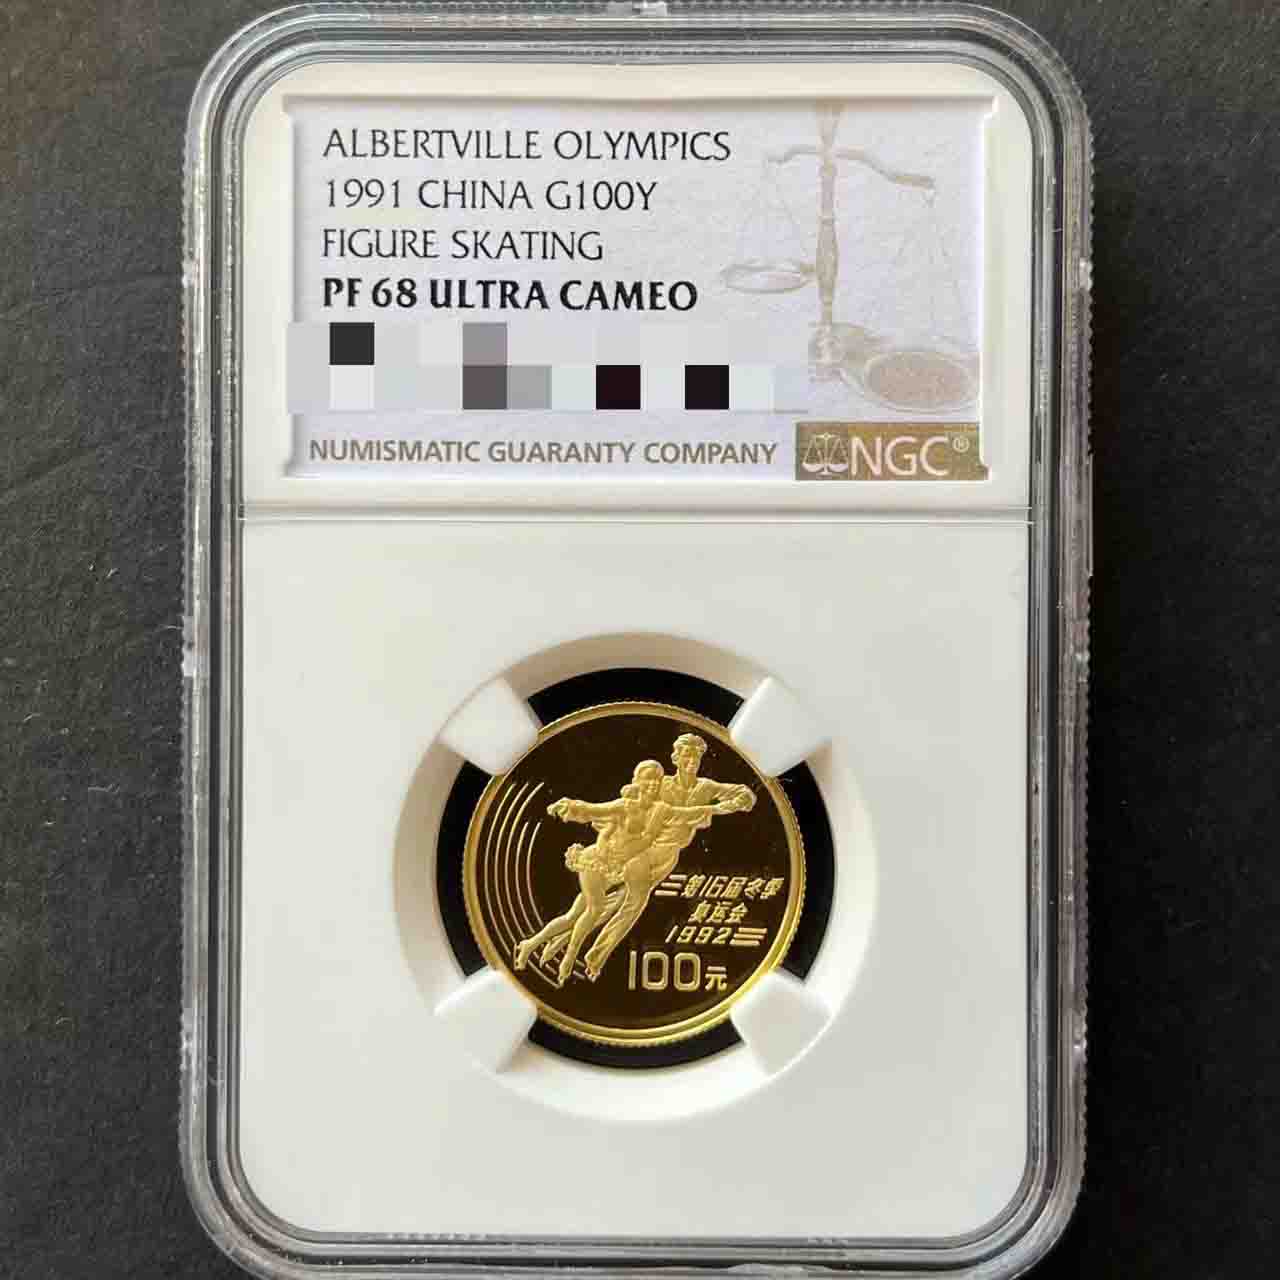 ALBERTVILLE OLYMPICS
1991 CHINA G100Y
FIGURE SKATING
PF 68 ULTRA CAMEO
NUMISMATIC GUARANTY COMPANY NGC®
第16届冬季
奥运会
1992
100元